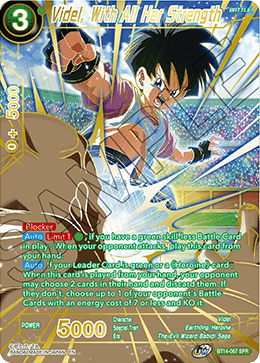 3
Videl, With All Her Strength
BATTLE
0 + 5000
Blocker
Auto Limit 1 , if you have a green skill-less Battle Card
in play : When your opponent attacks, play this card from
your hand.
Auto If your Leader Card is green or a ⟪Heroine⟫ card :
When this card is played from your hand, your opponent
may choose 2 cards in their hand and discard them. If
they don't, choose up to 1 of your opponent's Battle
Cards with an energy cost of 7 or less and KO it.
POWER
5000
Character Videl
Special Trait Earthling, Heroine
Era The Evil Wizard Babidi Saga
BT14-067 SPR